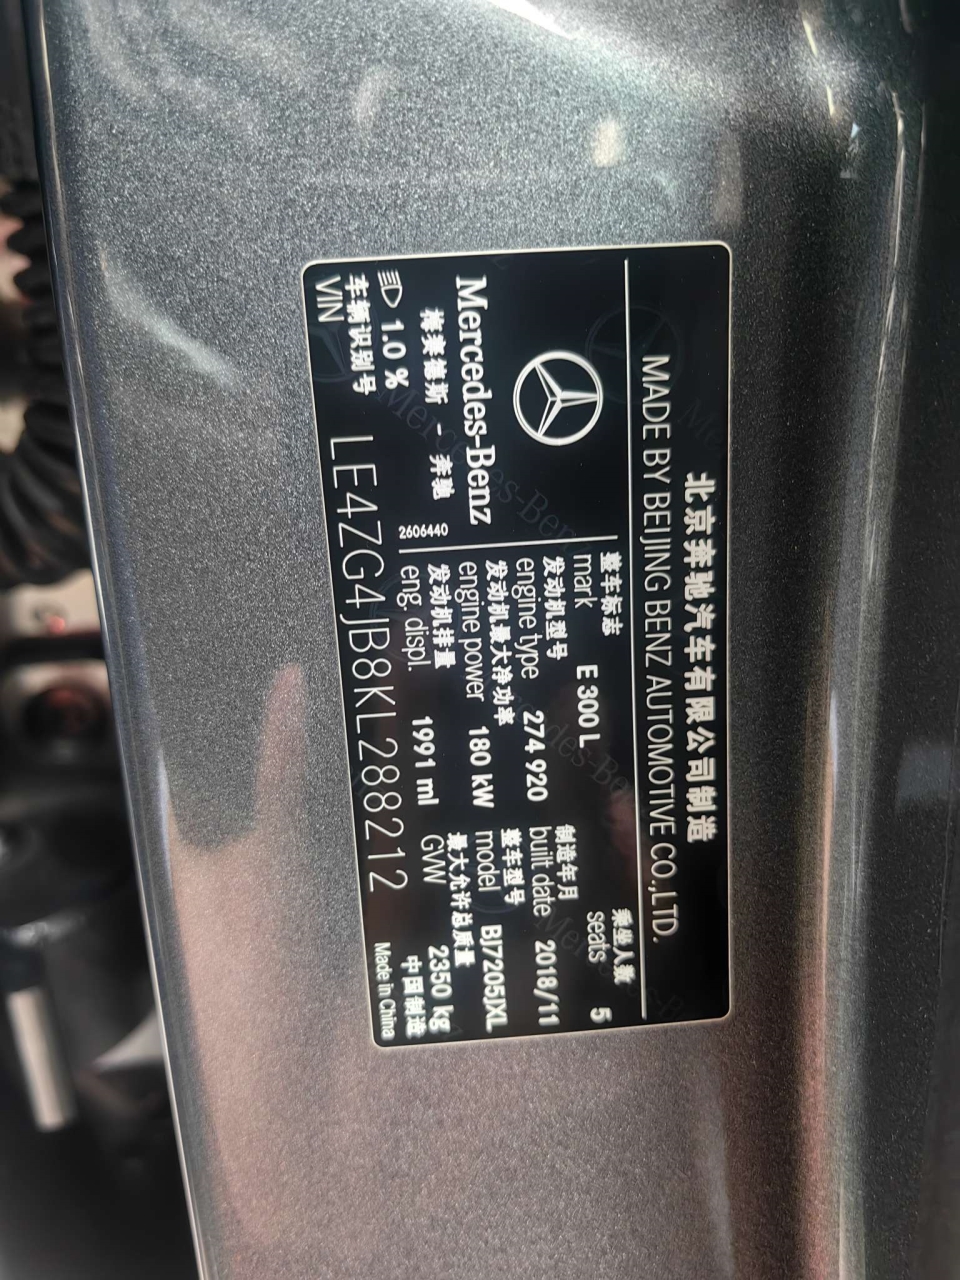 北京奔驰汽车有限公司制造
MADE BY BEIJING BENZ AUTOMOTIVE CO.,LTD.
Mercedes-Benz
梅赛德斯 - 奔驰
1.0 %
2606440
整车标志
mark E 300 L
乘坐人数
seats 5
发动机型号
engine type 274 920
制造年月
built date 2018/11
发动机最大净功率
engine power 180 kW
整车型号
model BJ7205JXL
发动机排量
eng. displ. 1991 ml
最大允许总质量
GVW 2350 kg
车辆识别号
VIN LE4ZG4JB8KL288212
中国制造
Made in China